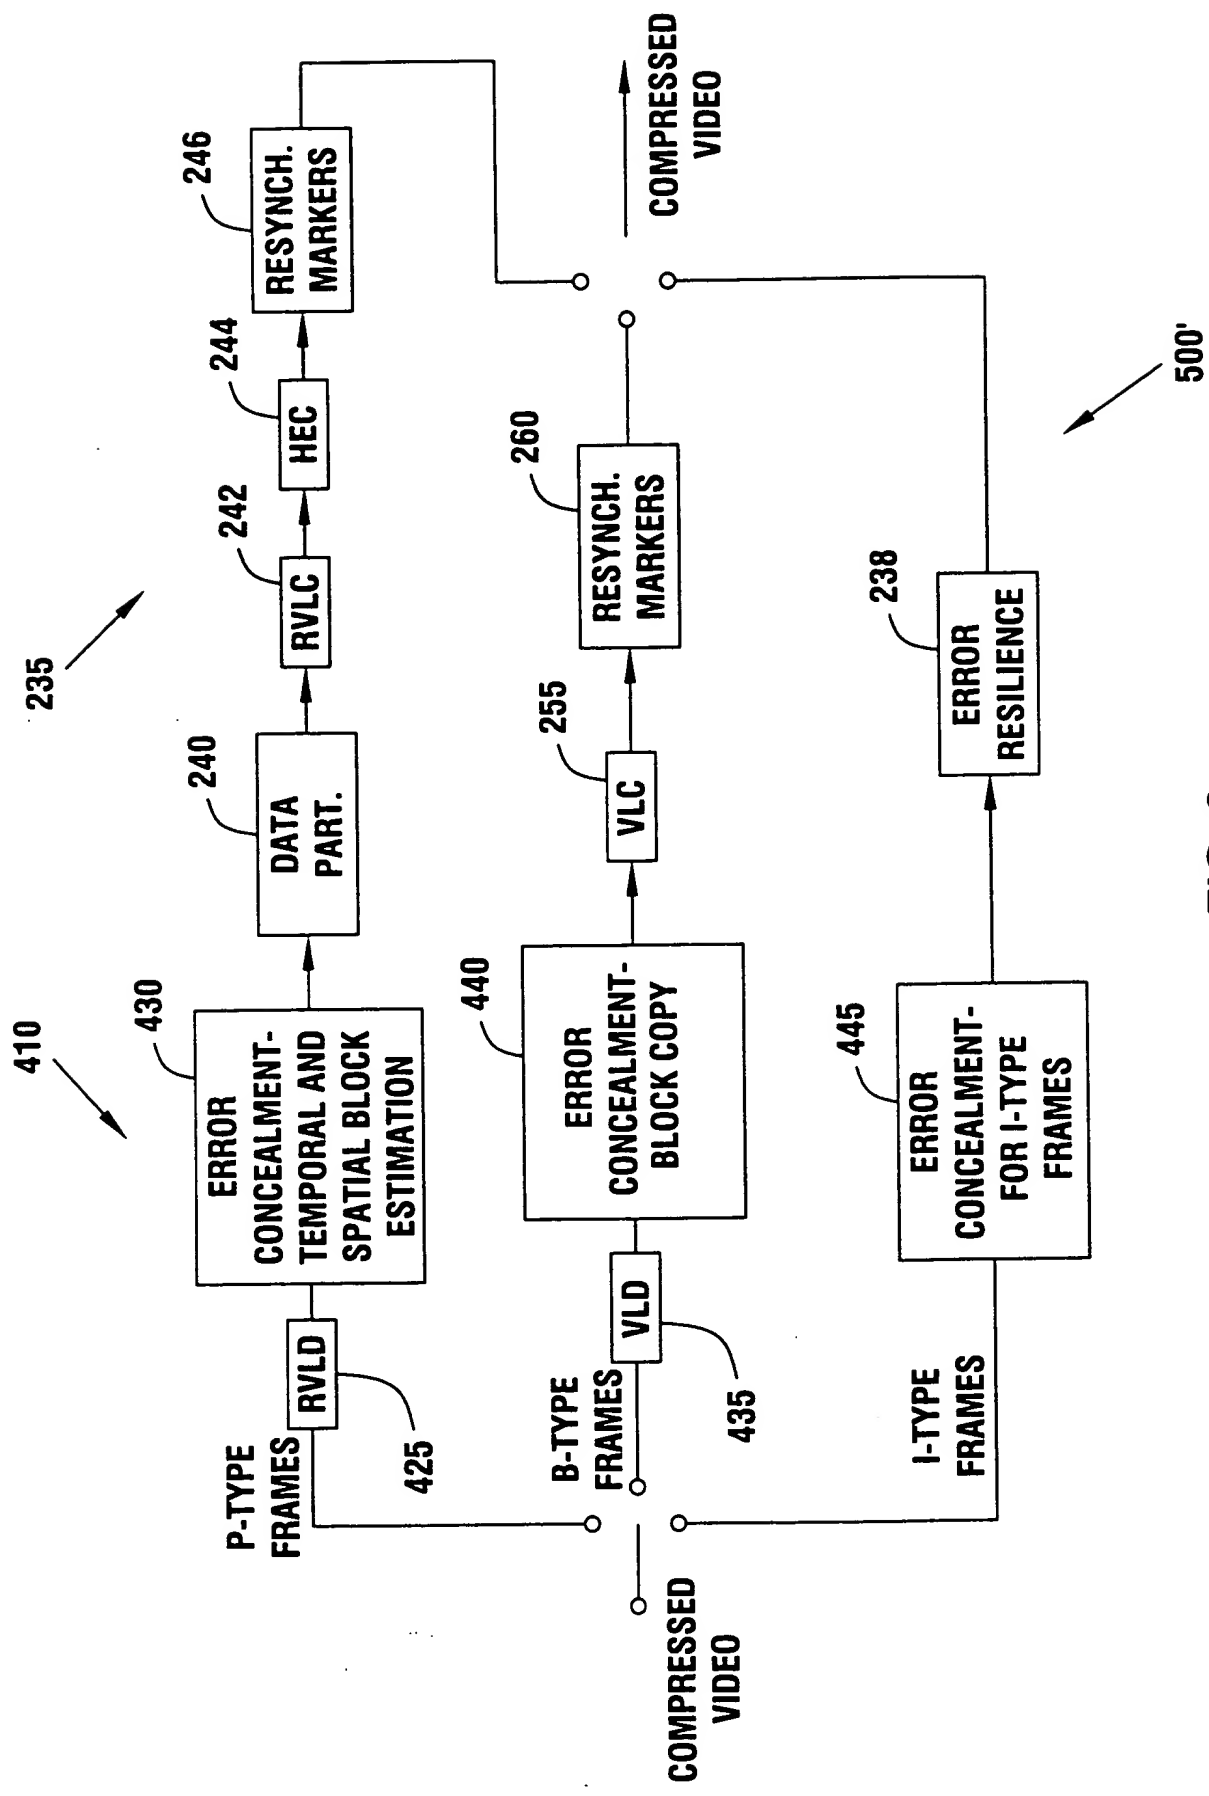 410
235
430
ERROR
CONCEALMENT-
TEMPORAL AND
SPATIAL BLOCK
ESTIMATION
240
DATA
PART.
242
RVLC
244
HEC
246
RESYNCH.
MARKERS
P-TYPE
FRAMES
RVLD
425
COMPRESSED
VIDEO
B-TYPE
FRAMES
VLD
435
440
ERROR
CONCEALMENT-
BLOCK COPY
255
VLC
260
RESYNCH.
MARKERS
COMPRESSED
VIDEO
I-TYPE
FRAMES
445
ERROR
CONCEALMENT-
FOR I-TYPE
FRAMES
238
ERROR
RESILIENCE
500'